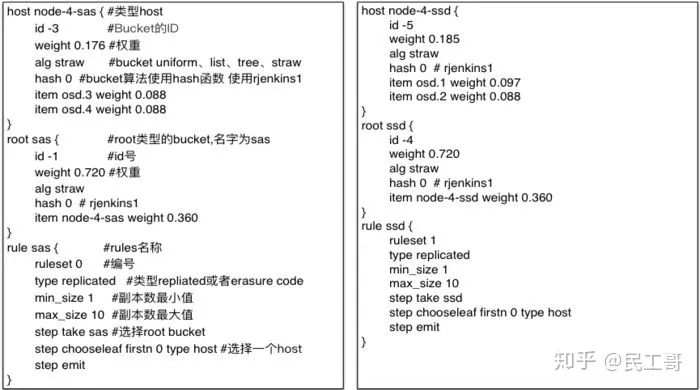 host node-4-sas { #类型host
id -3 #Bucket的ID
weight 0.176 #权重
alg straw #bucket uniform、list、tree、straw
hash 0 #bucket算法使用hash函数 使用rjenkins1
item osd.3 weight 0.088
item osd.4 weight 0.088
}
root sas { #root类型的bucket,名字为sas
id -1 #id号
weight 0.720 #权重
alg straw
hash 0 # rjenkins1
item node-4-sas weight 0.360
}
rule sas { #rules名称
ruleset 0 #编号
type replicated #类型repliated或者erasure code
min_size 1 #副本数最小值
max_size 10 #副本数最大值
step take sas #选择root bucket
step chooseleaf firstn 0 type host #选择一个host
step emit
}
host node-4-ssd {
id -5
weight 0.185
alg straw
hash 0 # rjenkins1
item osd.1 weight 0.097
item osd.2 weight 0.088
}
root ssd {
id -4
weight 0.720
alg straw
hash 0 # rjenkins1
item node-4-ssd weight 0.360
}
rule ssd {
ruleset 1
type replicated
min_size 1
max_size 10
step take ssd
step chooseleaf firstn 0 type host
step emit
}
知乎 @民工哥